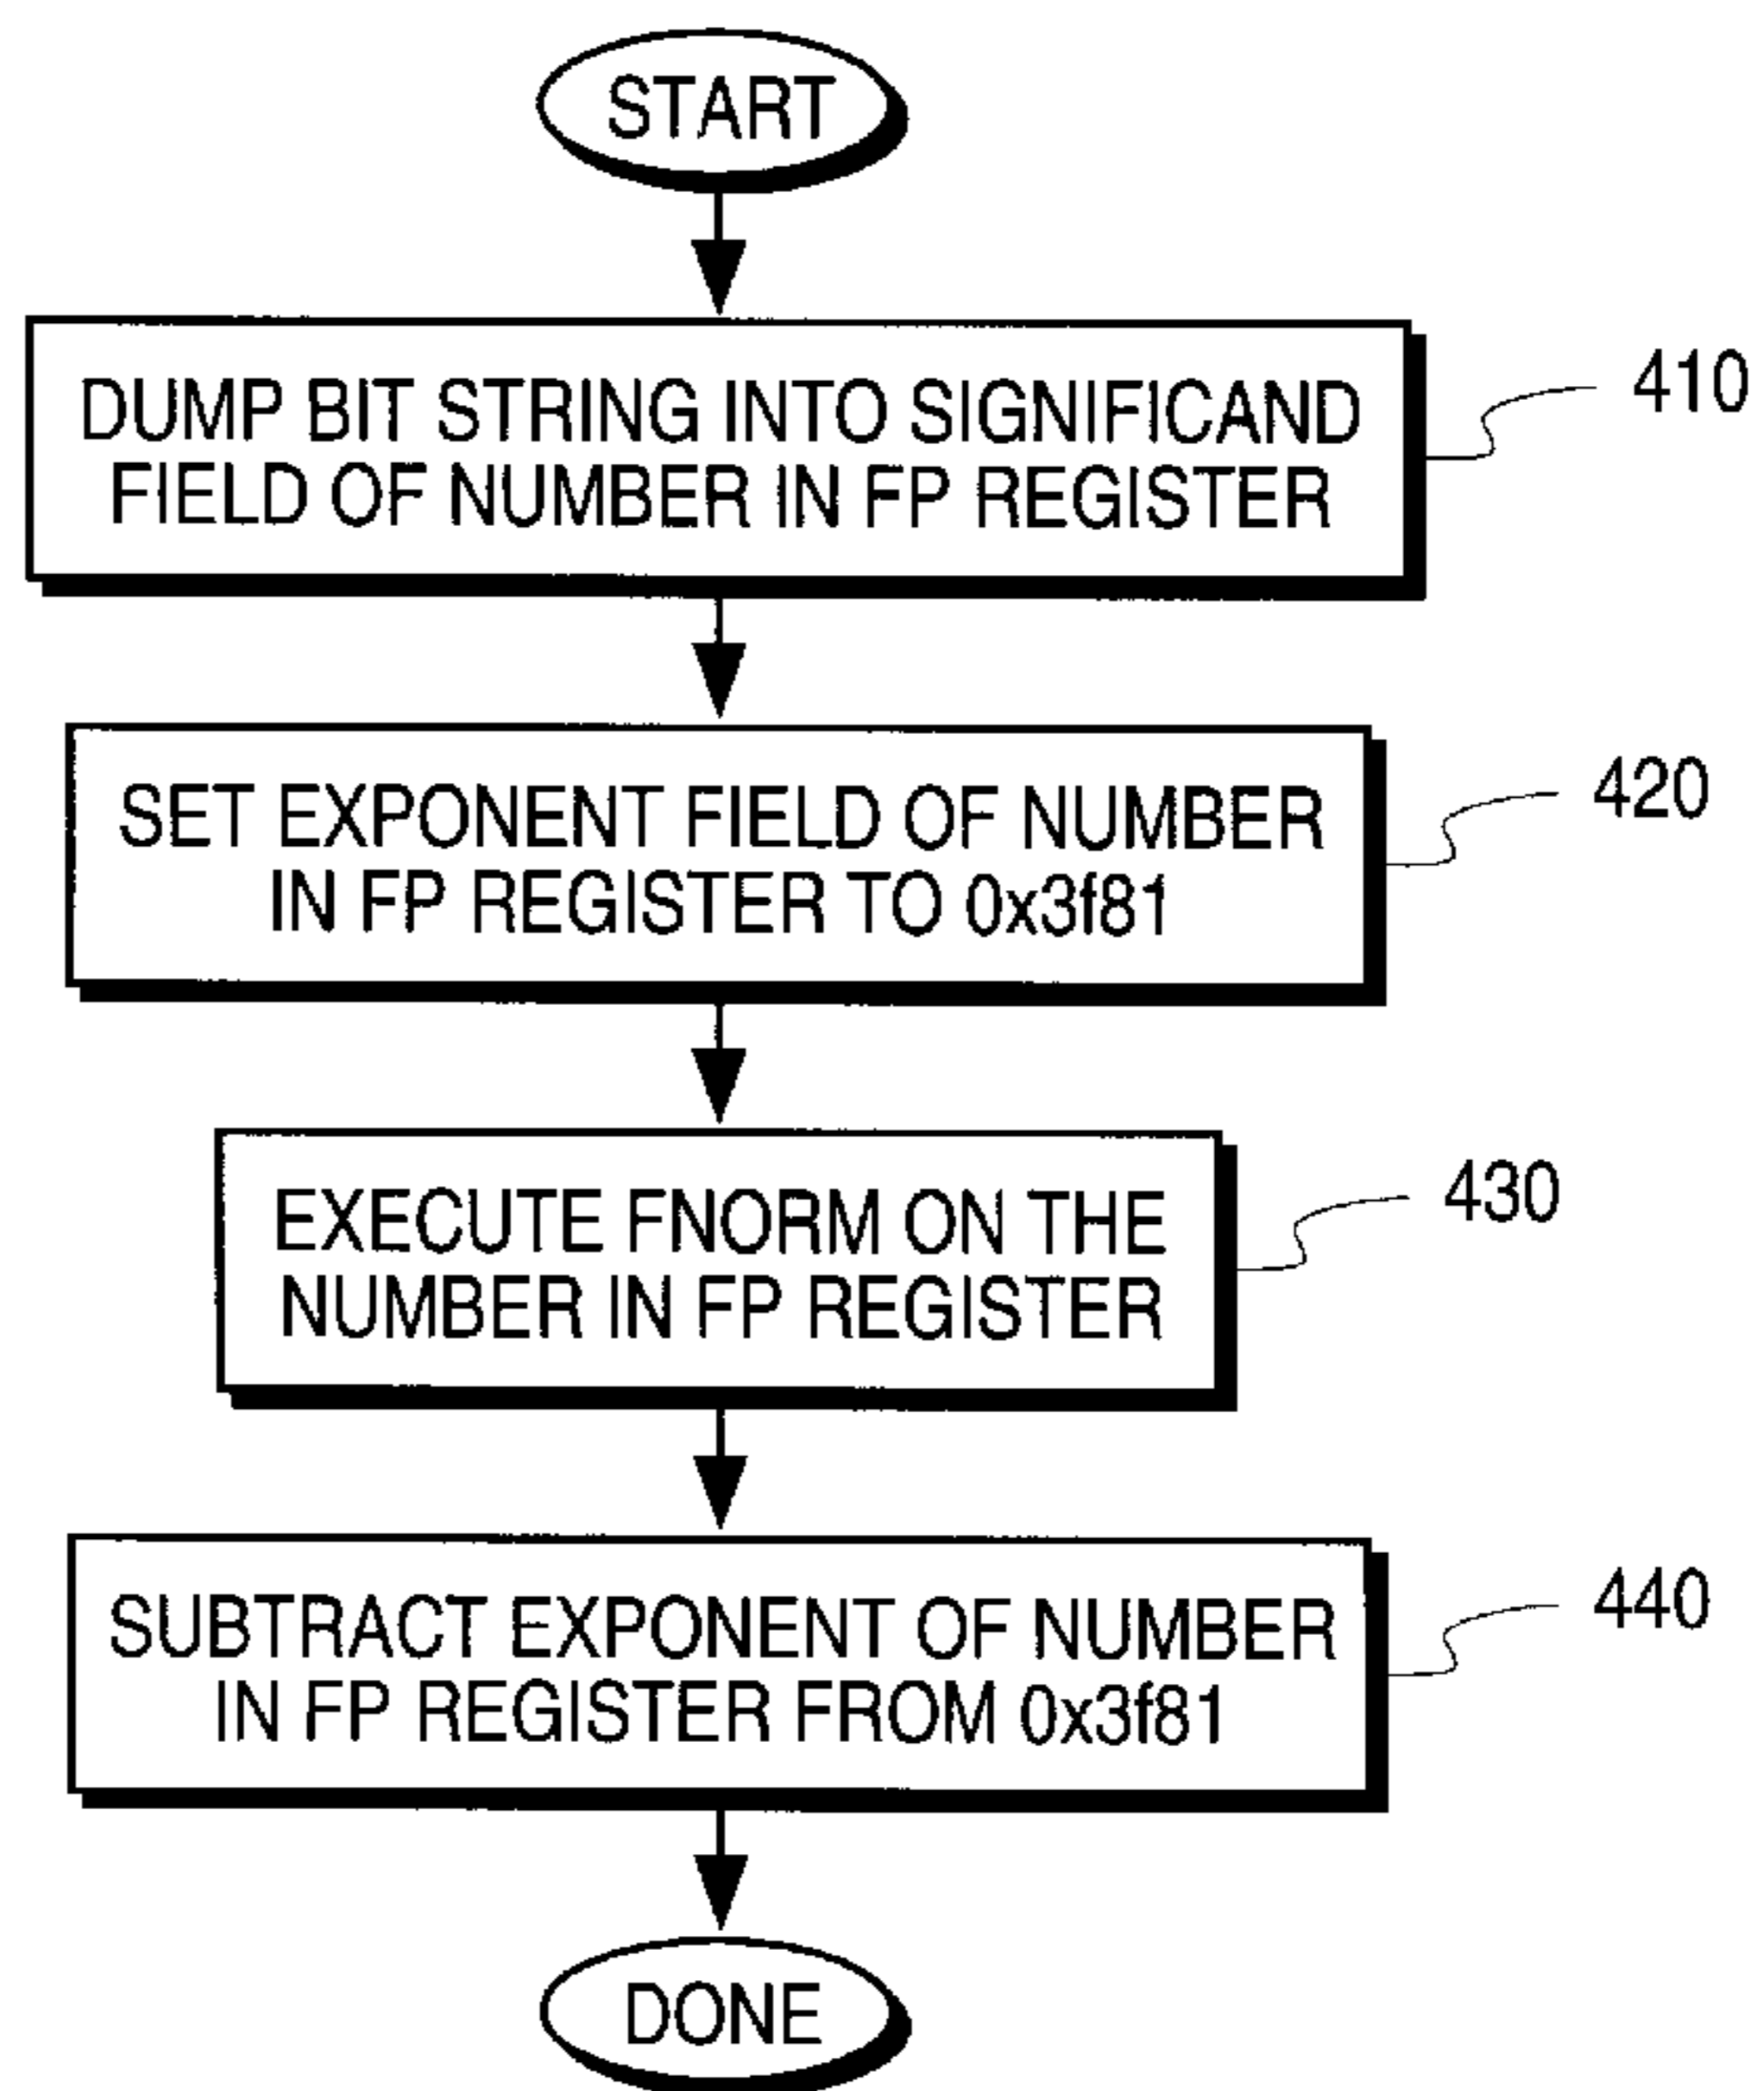 START
DUMP BIT STRING INTO SIGNIFICAND
FIELD OF NUMBER IN FP REGISTER
410
SET EXPONENT FIELD OF NUMBER
IN FP REGISTER TO 0x3f81
420
EXECUTE FNORM ON THE
NUMBER IN FP REGISTER
430
SUBTRACT EXPONENT OF NUMBER
IN FP REGISTER FROM 0x3f81
440
DONE